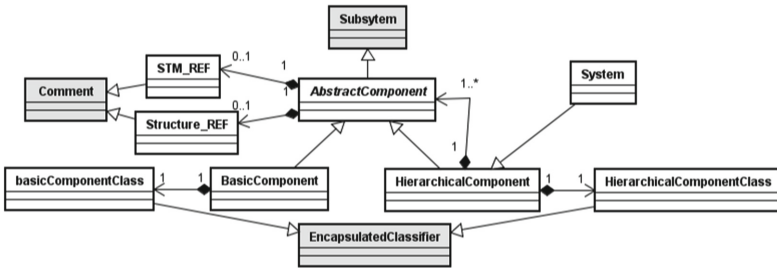 Subsytem
STM_REF
0..1
1
System
Comment
AbstractComponent
1..*
1
0..1
Structure_REF
1
basicComponentClass
1
1
BasicComponent
HierarchicalComponent
1
1
HierarchicalComponentClass
EncapsulatedClassifier